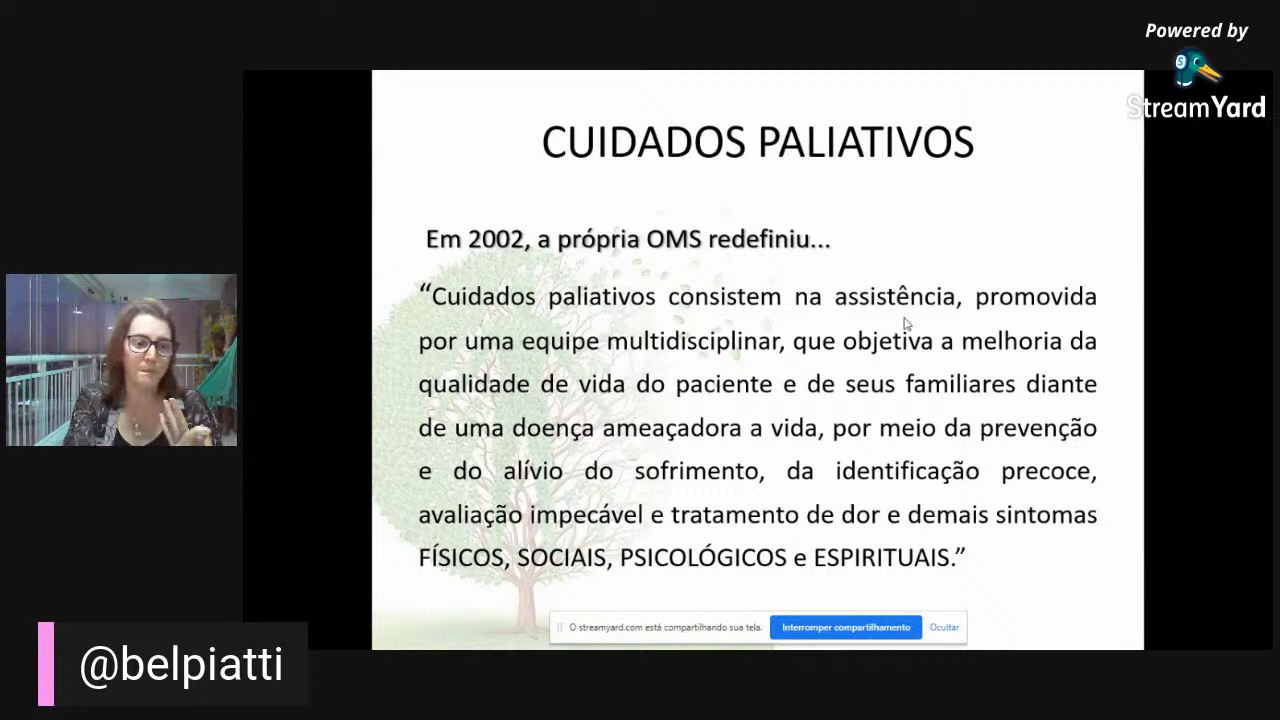 Powered by
StreamYard
CUIDADOS PALIATIVOS
Em 2002, a própria OMS redefiniu...
“Cuidados paliativos consistem na assistência, promovida
por uma equipe multidisciplinar, que objetiva a melhoria da
qualidade de vida do paciente e de seus familiares diante
de uma doença ameaçadora a vida, por meio da prevenção
e do alívio do sofrimento, da identificação precoce,
avaliação impecável e tratamento de dor e demais sintomas
FÍSICOS, SOCIAIS, PSICOLÓGICOS e ESPIRITUAIS.”
O streamyard.com está compartilhando sua tela. Interromper compartilhamento Ocultar
@belpiatti